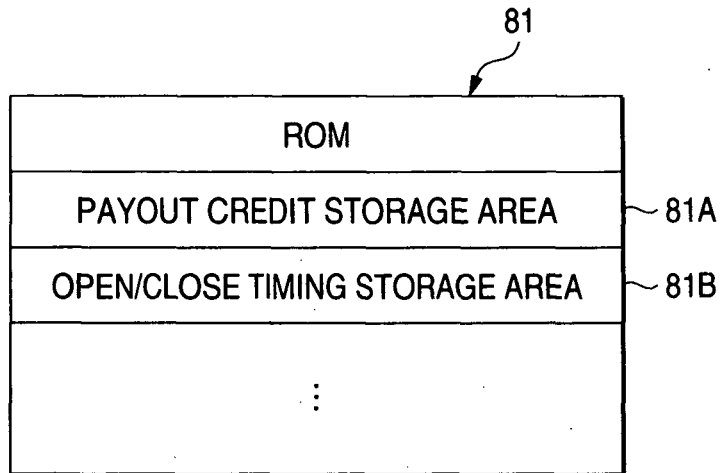 81
ROM
PAYOUT CREDIT STORAGE AREA 81A
OPEN/CLOSE TIMING STORAGE AREA 81B
⋮